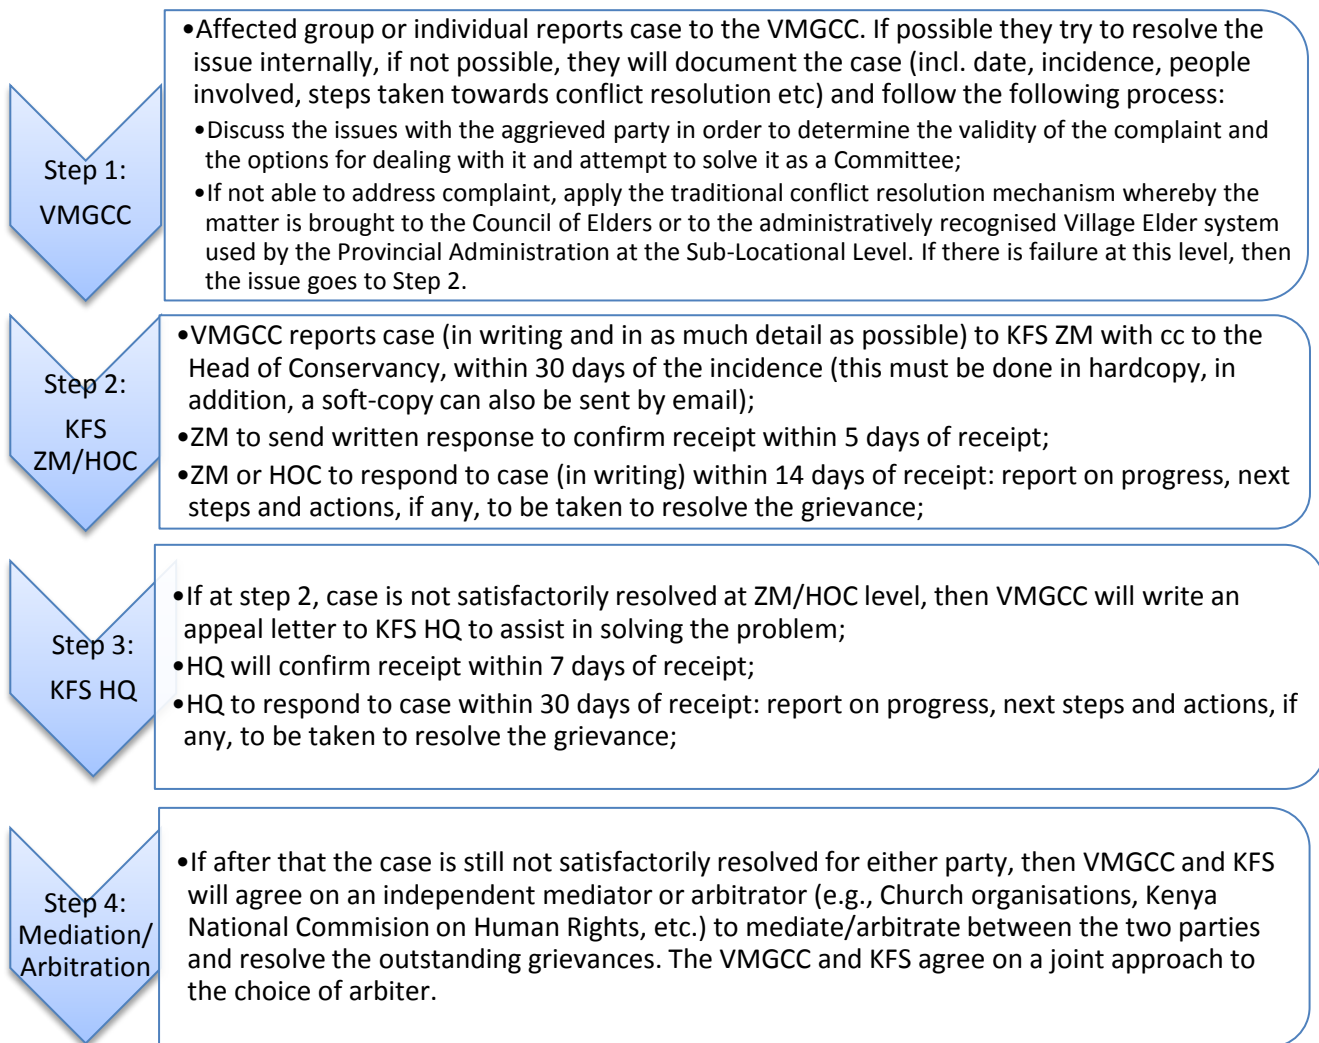 Step 1:
VMGCC
•Affected group or individual reports case to the VMGCC. If possible they try to resolve the
issue internally, if not possible, they will document the case (incl. date, incidence, people
involved, steps taken towards conflict resolution etc) and follow the following process:
•Discuss the issues with the aggrieved party in order to determine the validity of the complaint and
the options for dealing with it and attempt to solve it as a Committee;
•If not able to address complaint, apply the traditional conflict resolution mechanism whereby the
matter is brought to the Council of Elders or to the administratively recognised Village Elder system
used by the Provincial Administration at the Sub-Locational Level. If there is failure at this level, then
the issue goes to Step 2.
Step 2:
KFS
ZM/HOC
•VMGCC reports case (in writing and in as much detail as possible) to KFS ZM with cc to the
Head of Conservancy, within 30 days of the incidence (this must be done in hardcopy, in
addition, a soft-copy can also be sent by email);
•ZM to send written response to confirm receipt within 5 days of receipt;
•ZM or HOC to respond to case (in writing) within 14 days of receipt: report on progress, next
steps and actions, if any, to be taken to resolve the grievance;
Step 3:
KFS HQ
•If at step 2, case is not satisfactorily resolved at ZM/HOC level, then VMGCC will write an
appeal letter to KFS HQ to assist in solving the problem;
•HQ will confirm receipt within 7 days of receipt;
•HQ to respond to case within 30 days of receipt: report on progress, next steps and actions, if
any, to be taken to resolve the grievance;
Step 4:
Mediation/
Arbitration
•If after that the case is still not satisfactorily resolved for either party, then VMGCC and KFS
will agree on an independent mediator or arbitrator (e.g., Church organisations, Kenya
National Commision on Human Rights, etc.) to mediate/arbitrate between the two parties
and resolve the outstanding grievances. The VMGCC and KFS agree on a joint approach to
the choice of arbiter.